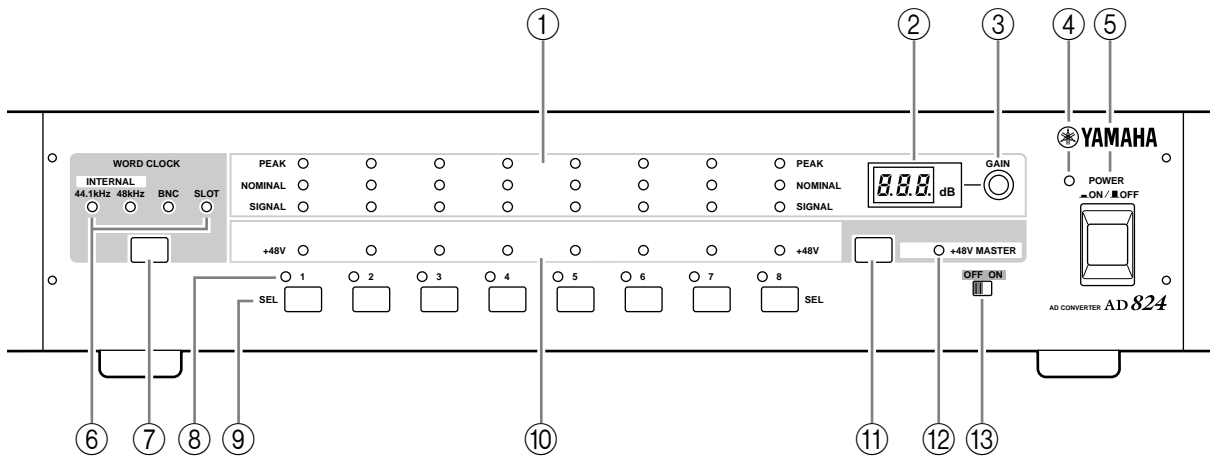 ① ② ③ ④ ⑤
YAMAHA
WORD CLOCK
INTERNAL
44.1kHz 48kHz BNC SLOT
PEAK PEAK GAIN
NOMINAL NOMINAL 8.8.8. dB
SIGNAL SIGNAL
POWER
ON / OFF
+48V +48V +48V MASTER
1 2 3 4 5 6 7 8
OFF ON
SEL SEL
AD CONVERTER AD 824
⑥ ⑦ ⑧ ⑨ ⑩ ⑪ ⑫ ⑬